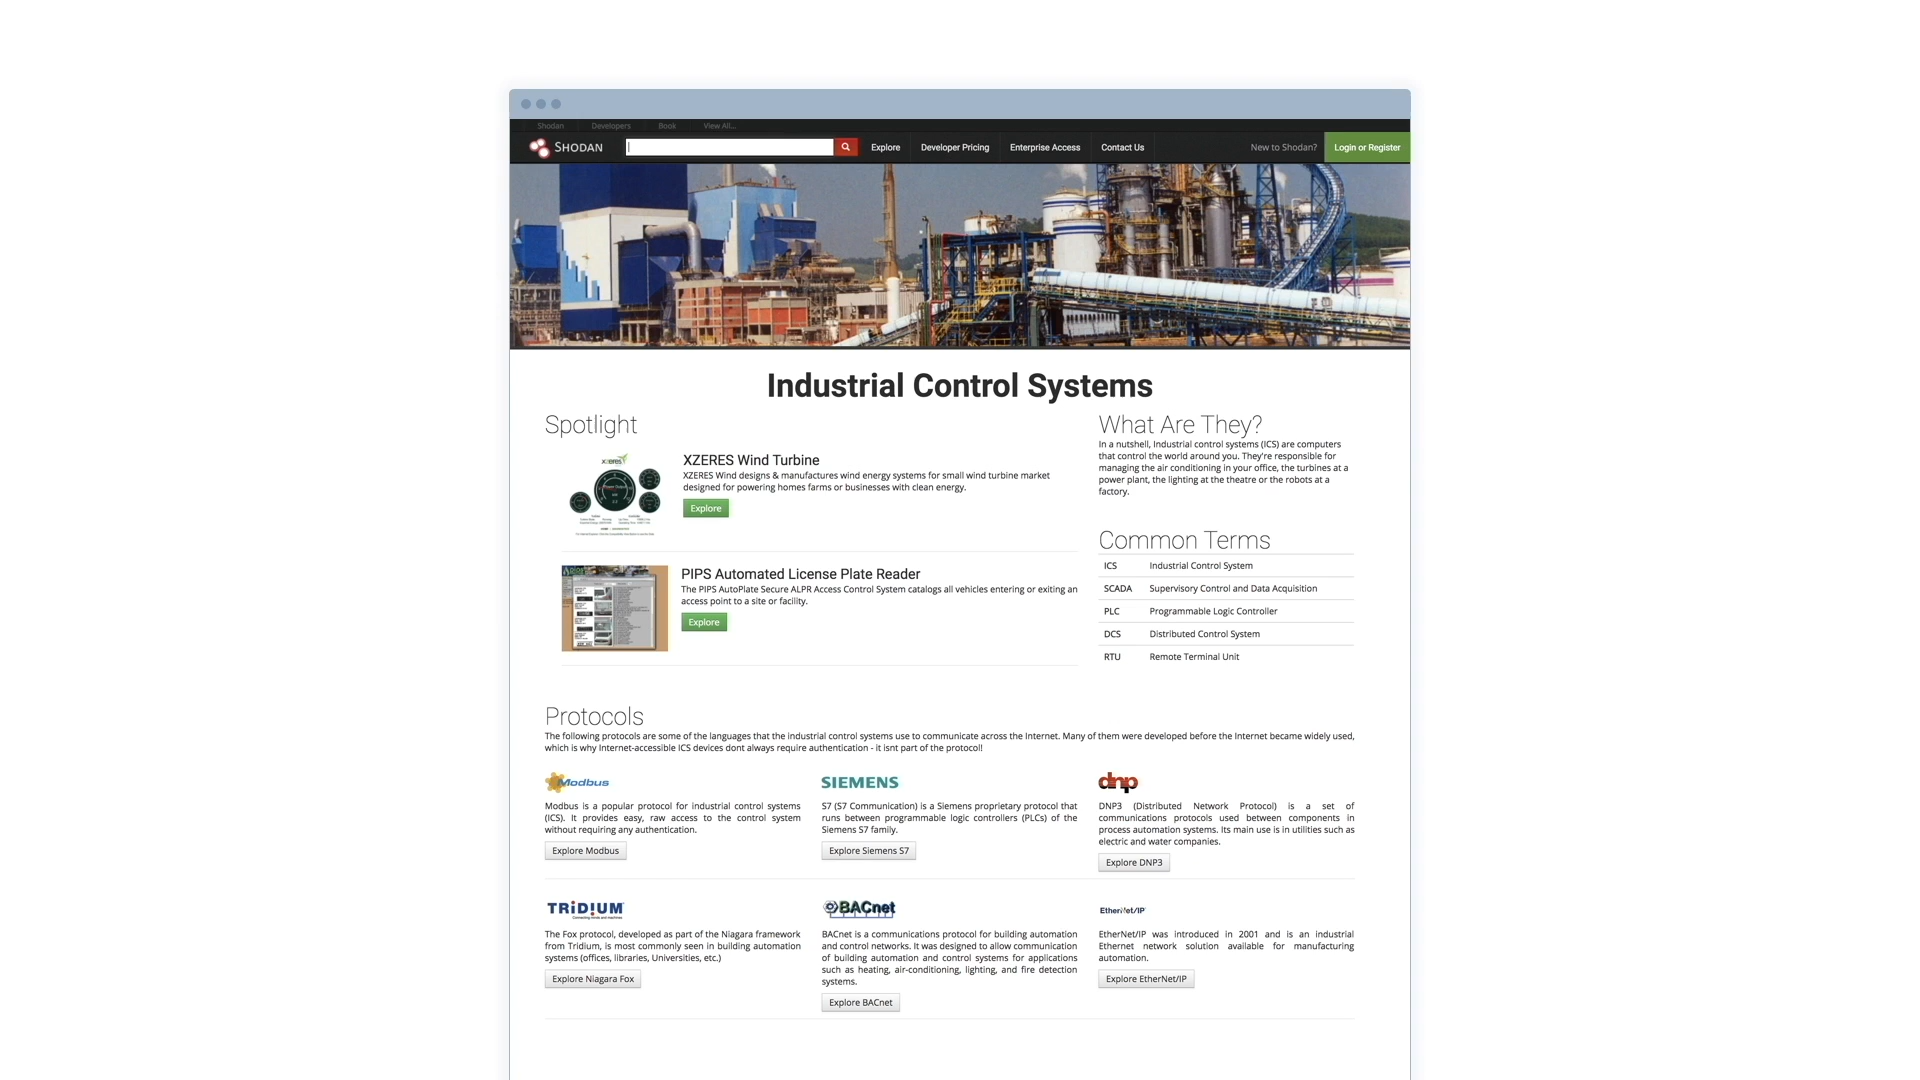 Shodan Developers Book View All...
SHODAN Explore Developer Pricing Enterprise Access Contact Us New to Shodan? Login or Register
Industrial Control Systems
Spotlight
xzeres
XZERES Wind Turbine
XZERES Wind designs & manufactures wind energy systems for small wind turbine market
designed for powering homes farms or businesses with clean energy.
Explore
PIPS Automated License Plate Reader
The PIPS AutoPlate Secure ALPR Access Control System catalogs all vehicles entering or exiting an
access point to a site or facility.
Explore
What Are They?
In a nutshell, Industrial control systems (ICS) are computers
that control the world around you. They're responsible for
managing the air conditioning in your office, the turbines at a
power plant, the lighting at the theatre or the robots at a
factory.
Common Terms
ICS Industrial Control System
SCADA Supervisory Control and Data Acquisition
PLC Programmable Logic Controller
DCS Distributed Control System
RTU Remote Terminal Unit
Protocols
The following protocols are some of the languages that the industrial control systems use to communicate across the Internet. Many of them were developed before the Internet became widely used,
which is why Internet-accessible ICS devices dont always require authentication - it isnt part of the protocol!
Modbus
Modbus is a popular protocol for industrial control systems
(ICS). It provides easy, raw access to the control system
without requiring any authentication.
Explore Modbus
SIEMENS
S7 (S7 Communication) is a Siemens proprietary protocol that
runs between programmable logic controllers (PLCs) of the
Siemens S7 family.
Explore Siemens S7
dnp
DNP3 (Distributed Network Protocol) is a set of
communications protocols used between components in
process automation systems. Its main use is in utilities such as
electric and water companies.
Explore DNP3
TRIDIUM
The Fox protocol, developed as part of the Niagara framework
from Tridium, is most commonly seen in building automation
systems (offices, libraries, Universities, etc.)
Explore Niagara Fox
BACnet
BACnet is a communications protocol for building automation
and control networks. It was designed to allow communication
of building automation and control systems for applications
such as heating, air-conditioning, lighting, and fire detection
systems.
Explore BACnet
EtherNet/IP
EtherNet/IP was introduced in 2001 and is an industrial
Ethernet network solution available for manufacturing
automation.
Explore EtherNet/IP